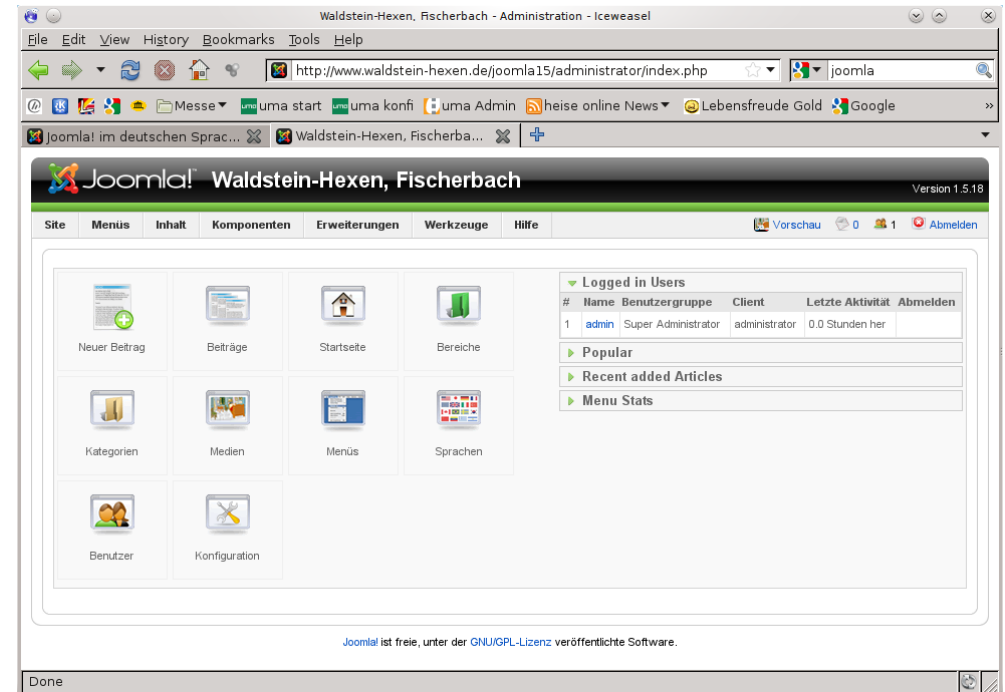 Waldstein-Hexen, Fischerbach - Administration - Iceweasel
File Edit View History Bookmarks Tools Help
http://www.waldstein-hexen.de/joomla15/administrator/index.php joomla
Messe uma start uma konfi uma Admin heise online News Lebensfreude Gold Google »
Joomla! im deutschen Sprac... Waldstein-Hexen, Fischerba...
Joomla! Waldstein-Hexen, Fischerbach
Version 1.5.18
Site Menüs Inhalt Komponenten Erweiterungen Werkzeuge Hilfe Vorschau 0 1 Abmelden
Neuer Beitrag Beiträge Startseite Bereiche
Kategorien Medien Menüs Sprachen
Benutzer Konfiguration
Logged in Users
# Name Benutzergruppe Client Letzte Aktivität Abmelden
1 admin Super Administrator administrator 0.0 Stunden her
Popular
Recent added Articles
Menu Stats
Joomla! ist freie, unter der GNU/GPL-Lizenz veröffentlichte Software.
Done